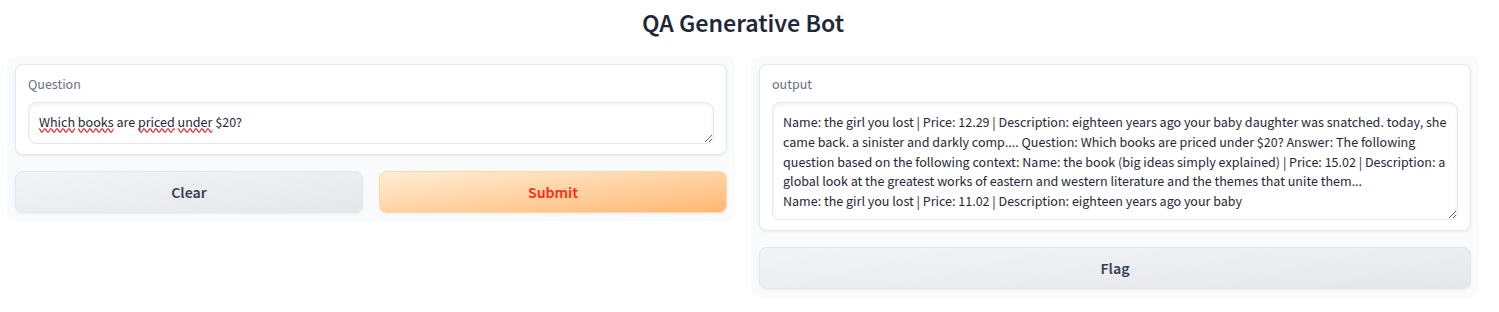 QA Generative Bot
Question
Which books are priced under $20?
Clear
Submit
output
Name: the girl you lost | Price: 12.29 | Description: eighteen years ago your baby daughter was snatched. today, she
came back. a sinister and darkly comp.... Question: Which books are priced under $20? Answer: The following
question based on the following context: Name: the book (big ideas simply explained) | Price: 15.02 | Description: a
global look at the greatest works of eastern and western literature and the themes that unite them...
Name: the girl you lost | Price: 11.02 | Description: eighteen years ago your baby
Flag